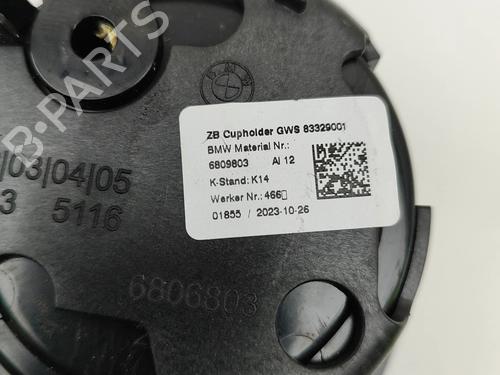 BMW
ZB Cupholder GWS 83329001
BMW Material Nr.:
6809803 AI 12
K-Stand: K14
Werker Nr.: 466
01855 / 2023-10-26
/03|04|05
3 5116
6806803
B-PARTS